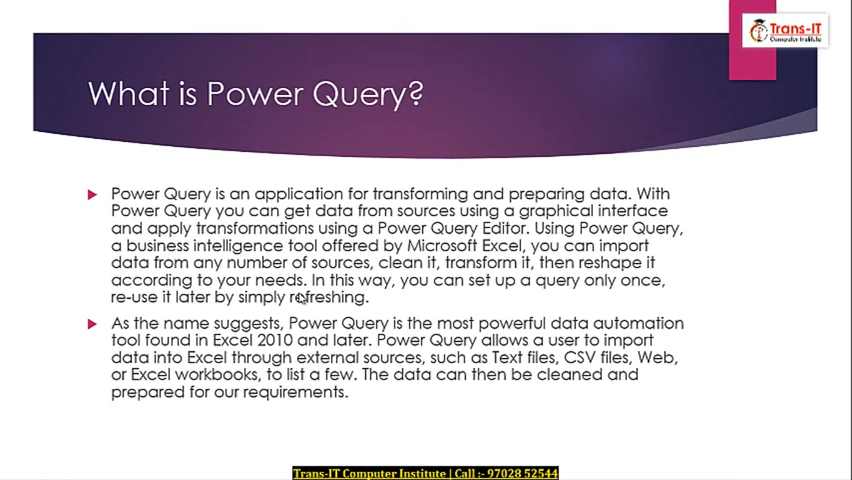 Trans-IT
Computer Institute
What is Power Query?
Power Query is an application for transforming and preparing data. With
Power Query you can get data from sources using a graphical interface
and apply transformations using a Power Query Editor. Using Power Query,
a business intelligence tool offered by Microsoft Excel, you can import
data from any number of sources, clean it, transform it, then reshape it
according to your needs. In this way, you can set up a query only once,
re-use it later by simply refreshing.
As the name suggests, Power Query is the most powerful data automation
tool found in Excel 2010 and later. Power Query allows a user to import
data into Excel through external sources, such as Text files, CSV files, Web,
or Excel workbooks, to list a few. The data can then be cleaned and
prepared for our requirements.
Trans-IT Computer Institute | Call :- 97028 52544